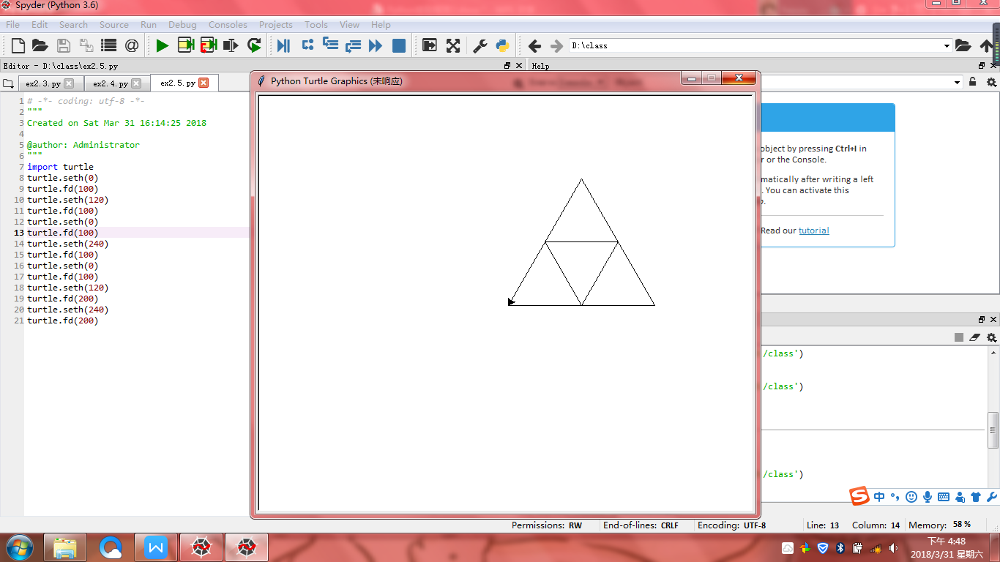 Spyder (Python 3.6)
File Edit Search Source Run Debug Consoles Projects Tools View Help
D:\class
Editor - D:\class\ex2.5.py
Help
ex2.3.py ex2.4.py ex2.5.py
Python Turtle Graphics (未响应)
1 # -*- coding: utf-8 -*-
2 """
3 Created on Sat Mar 31 16:14:25 2018
4
5 @author: Administrator
6 """
7 import turtle
8 turtle.seth(0)
9 turtle.fd(100)
10 turtle.seth(120)
11 turtle.fd(100)
12 turtle.seth(0)
13 turtle.fd(100)
14 turtle.seth(240)
15 turtle.fd(100)
16 turtle.seth(0)
17 turtle.fd(100)
18 turtle.seth(120)
19 turtle.fd(200)
20 turtle.seth(240)
21 turtle.fd(200)
object by pressing Ctrl+I in
r or the Console.
matically after writing a left
. You can activate this
Read our tutorial
/class')
/class')
/class')
中
Permissions: RW End-of-lines: CRLF Encoding: UTF-8 Line: 13 Column: 14 Memory: 58 %
下午 4:48
2018/3/31 星期六